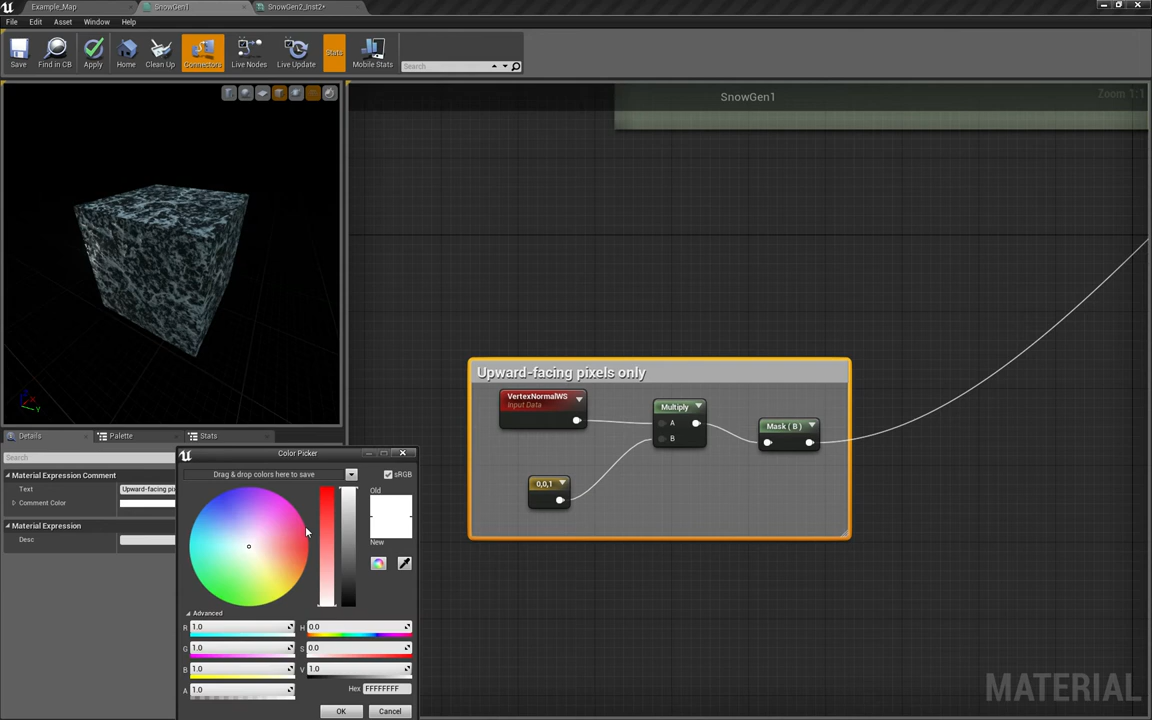 Example_Map
SnowGen1
SnowGen2_Inst2*
File Edit Asset Window Help
Save
Find in CB
Apply
Home
Clean Up
Connectors
Live Nodes
Live Update
Stats
Mobile Stats
Search
SnowGen1
Zoom 1:1
Upward-facing pixels only
VertexNormalWS
Input Data
Multiply
A
B
Mask ( B )
0,0,1
X
Y
Details
Palette
Stats
Search
Material Expression Comment
Text
Upward-facing pi
Comment Color
Material Expression
Desc
Color Picker
Drag & drop colors here to save
sRGB
Old
New
Advanced
R 1.0
H 0.0
G 1.0
S 0.0
B 1.0
V 1.0
A 1.0
Hex FFFFFFFF
OK
Cancel
MATERIAL